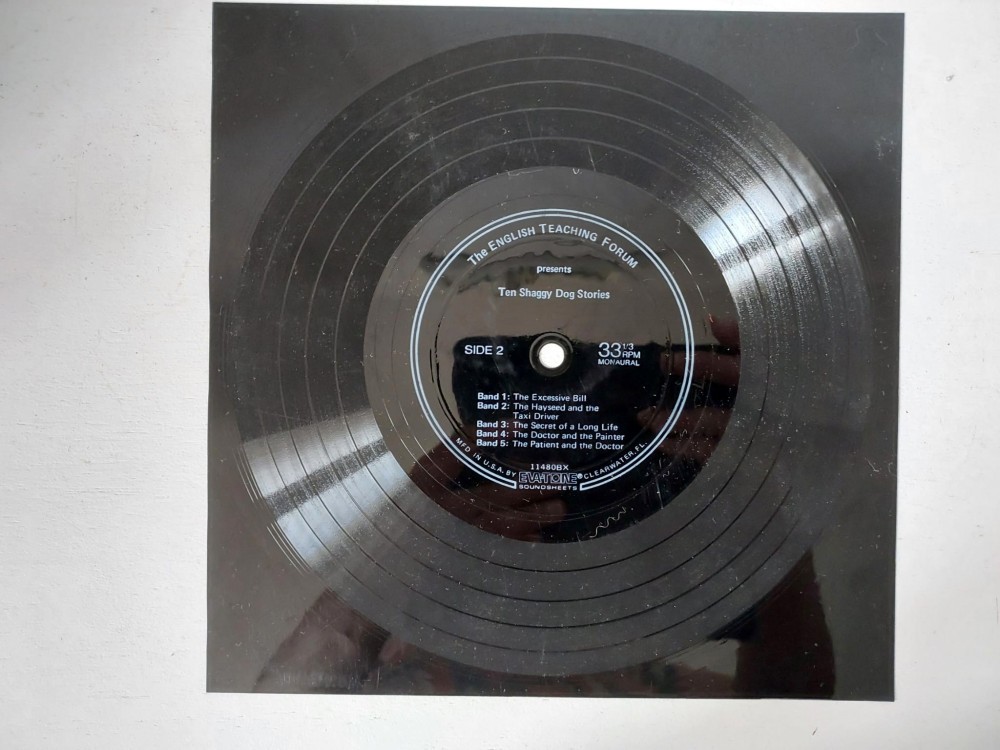 The ENGLISH TEACHING FORUM
presents
Ten Shaggy Dog Stories
SIDE 2
33 1/3 RPM
MONAURAL
Band 1: The Excessive Bill
Band 2: The Hayseed and the
Taxi Driver
Band 3: The Secret of a Long Life
Band 4: The Doctor and the Painter
Band 5: The Patient and the Doctor
11480BX
MFD IN U.S.A. BY EVA-TONE® CLEARWATER, FL.
SOUNDSHEETS